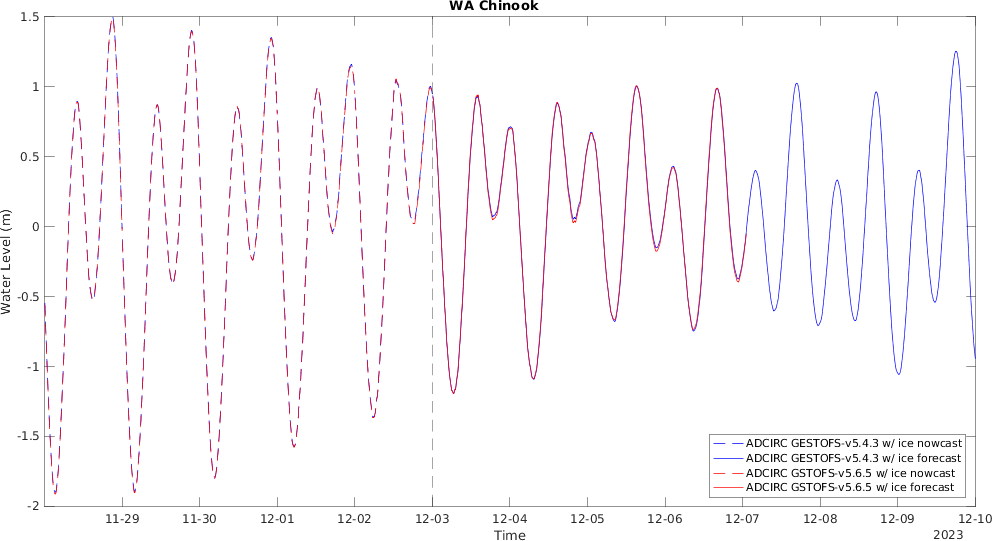 WA Chinook
1.5
1
0.5
0
-0.5
-1
-1.5
-2
Water Level (m)
11-29 11-30 12-01 12-02 12-03 12-04 12-05 12-06 12-07 12-08 12-09 12-10
Time
2023
ADCIRC GESTOFS-v5.4.3 w/ ice nowcast
ADCIRC GESTOFS-v5.4.3 w/ ice forecast
ADCIRC GSTOFS-v5.6.5 w/ ice nowcast
ADCIRC GSTOFS-v5.6.5 w/ ice forecast